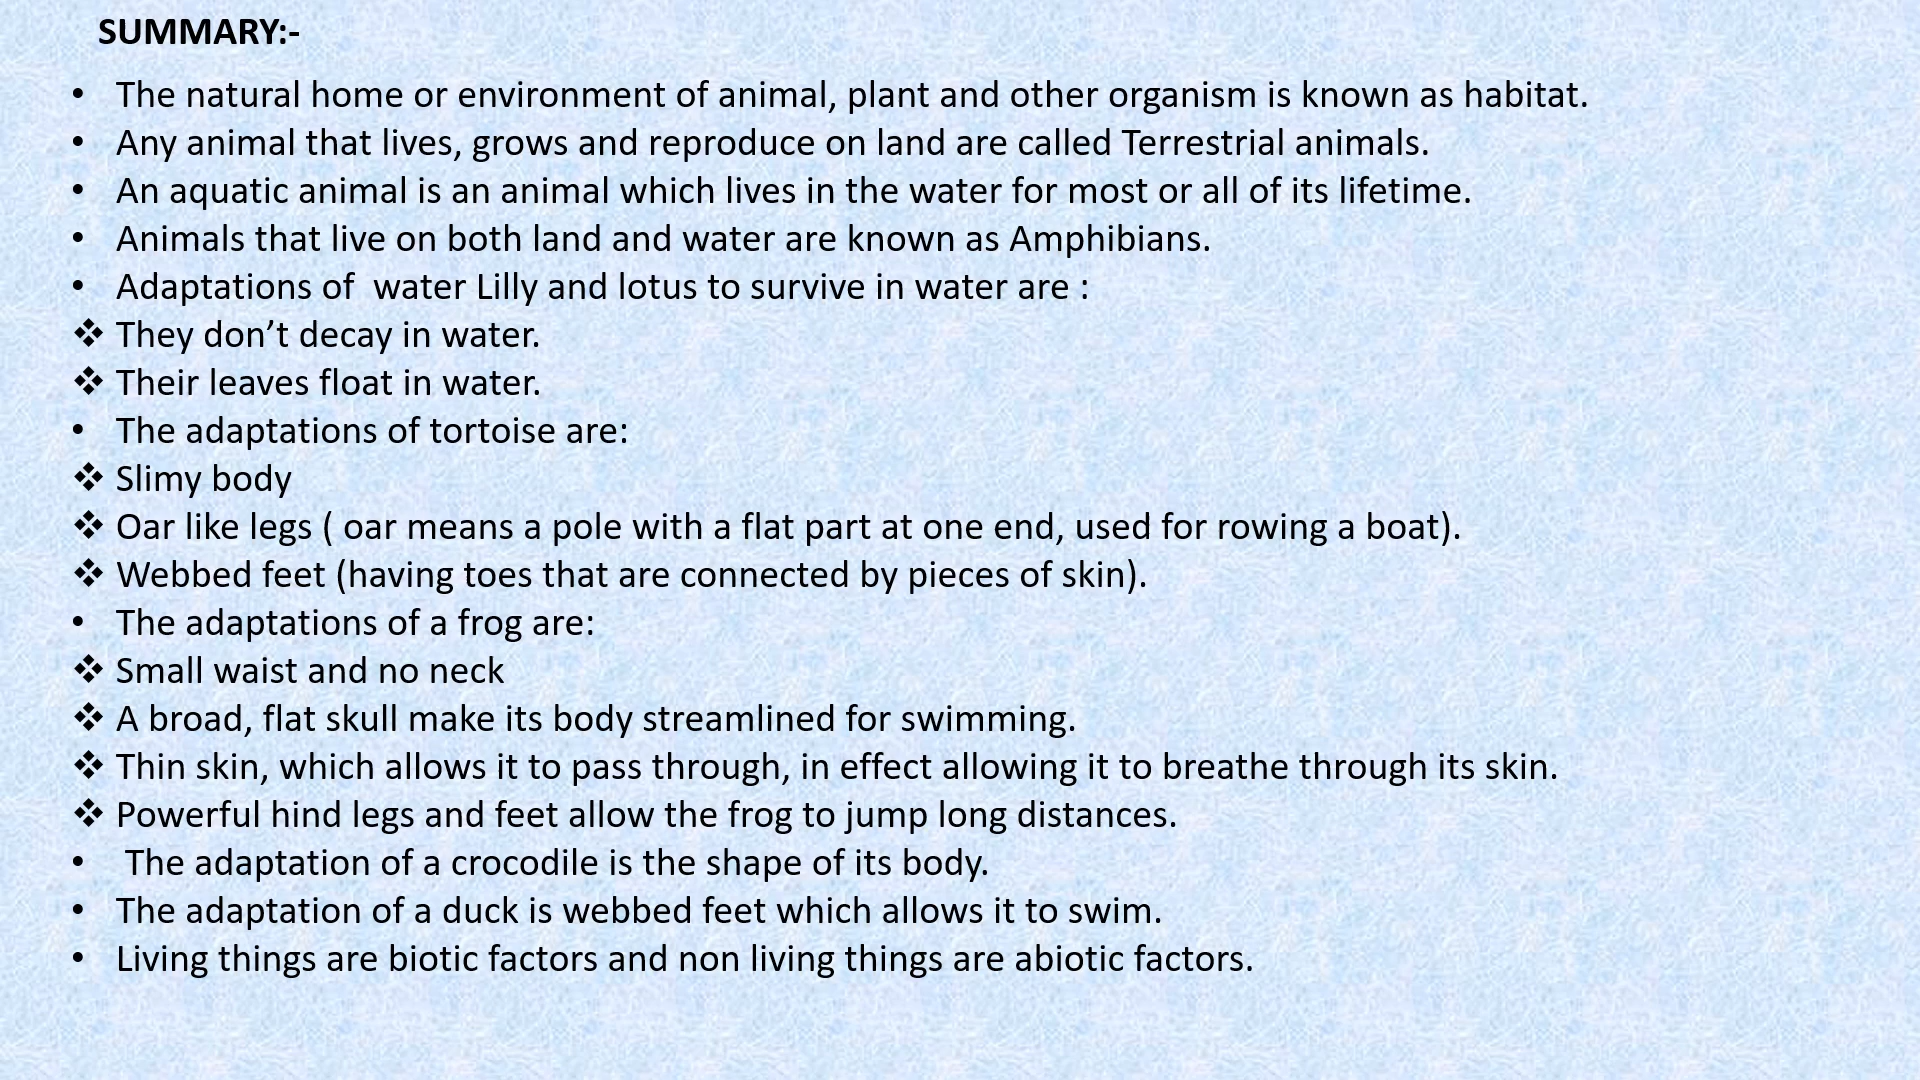 SUMMARY:-
• The natural home or environment of animal, plant and other organism is known as habitat.
• Any animal that lives, grows and reproduce on land are called Terrestrial animals.
• An aquatic animal is an animal which lives in the water for most or all of its lifetime.
• Animals that live on both land and water are known as Amphibians.
• Adaptations of  water Lilly and lotus to survive in water are :
❖ They don’t decay in water.
❖ Their leaves float in water.
• The adaptations of tortoise are:
❖ Slimy body
❖ Oar like legs ( oar means a pole with a flat part at one end, used for rowing a boat).
❖ Webbed feet (having toes that are connected by pieces of skin).
• The adaptations of a frog are:
❖ Small waist and no neck
❖ A broad, flat skull make its body streamlined for swimming.
❖ Thin skin, which allows it to pass through, in effect allowing it to breathe through its skin.
❖ Powerful hind legs and feet allow the frog to jump long distances.
• The adaptation of a crocodile is the shape of its body.
• The adaptation of a duck is webbed feet which allows it to swim.
• Living things are biotic factors and non living things are abiotic factors.